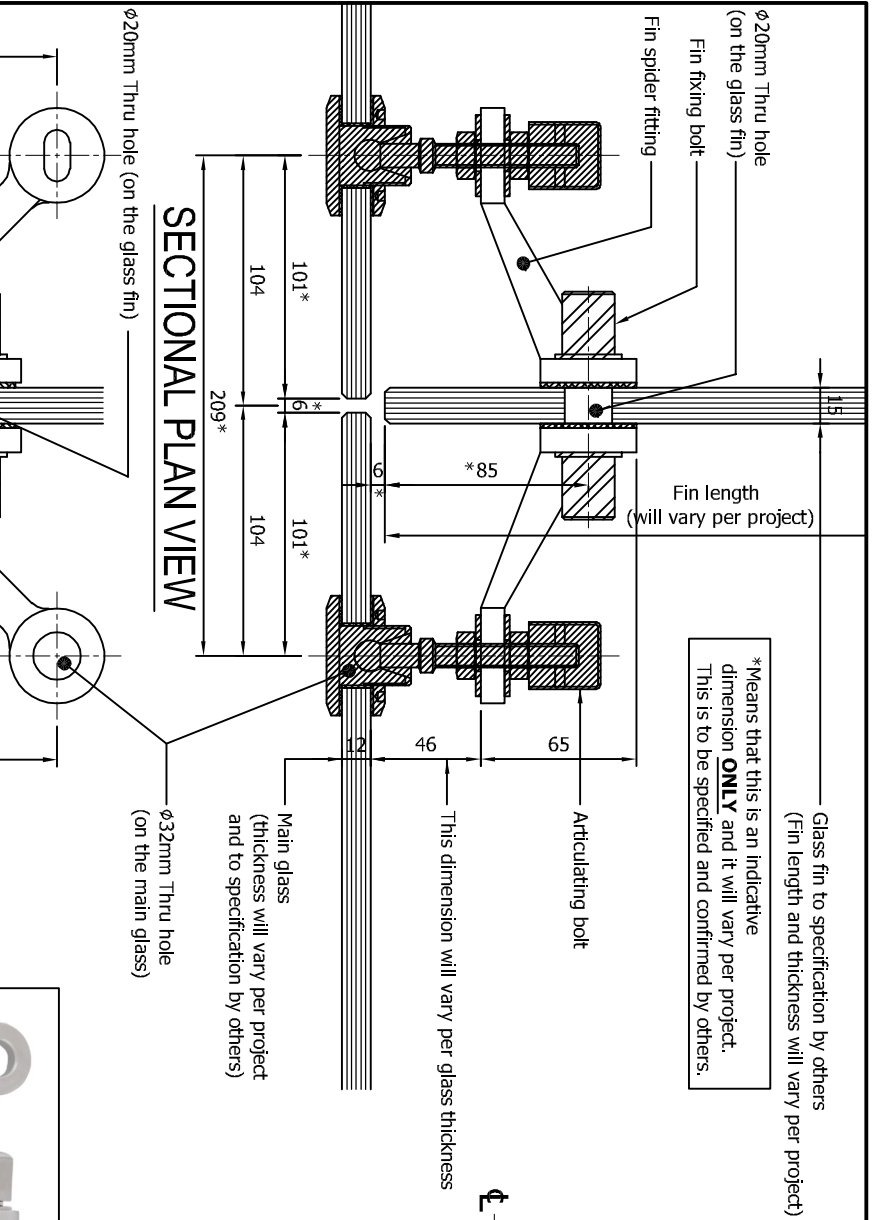 Ø20mm Thru hole
(on the glass fin)
Fin fixing bolt
Fin spider fitting
Glass fin to specification by others
(Fin length and thickness will vary per project)
*Means that this is an indicative
dimension ONLY and it will vary per project.
This is to be specified and confirmed by others.
15
Fin length
(will vary per project)
*85
6
*
65
46
12
Articulating bolt
This dimension will vary per glass thickness
Main glass
(thickness will vary per project
and to specification by others)
101*
6
*
101*
104
104
209*
SECTIONAL PLAN VIEW
Ø20mm Thru hole (on the glass fin)
Ø32mm Thru hole
(on the main glass)
℄